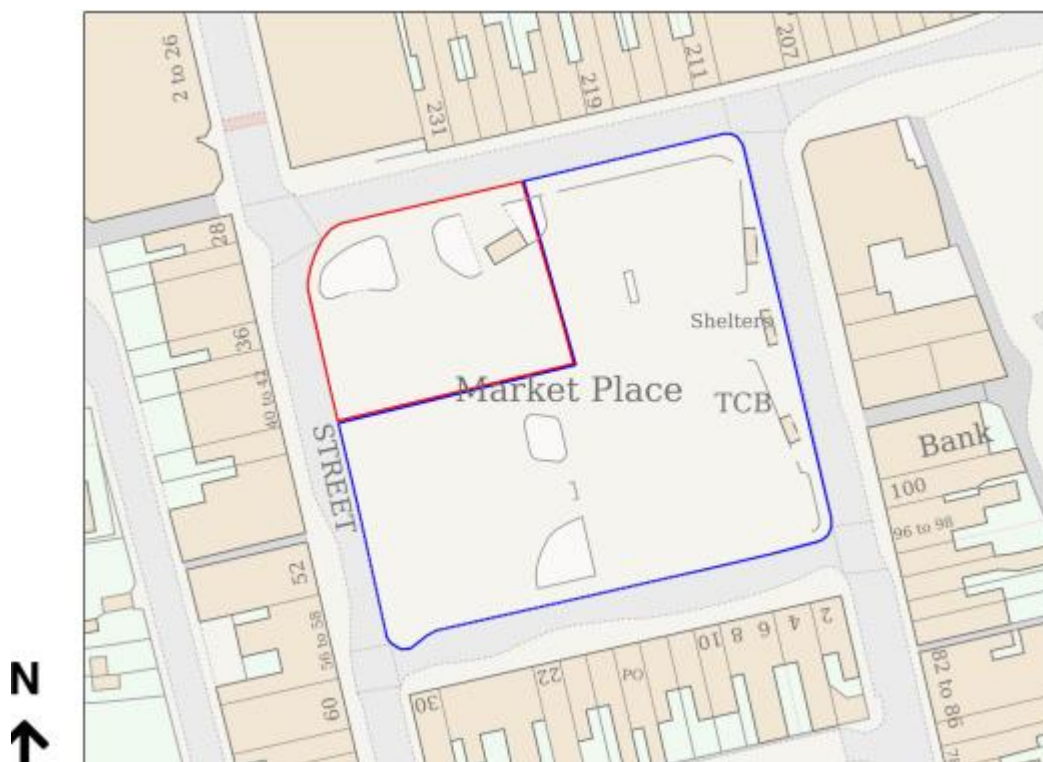 2 to 26
231
219
211
207
28
36
40 to 42
Shelters
Market Place
TCB
STREET
Bank
100
96 to 98
52
56 to 58
60
2
4
6
8
10
22
PO
30
82 to 86
N